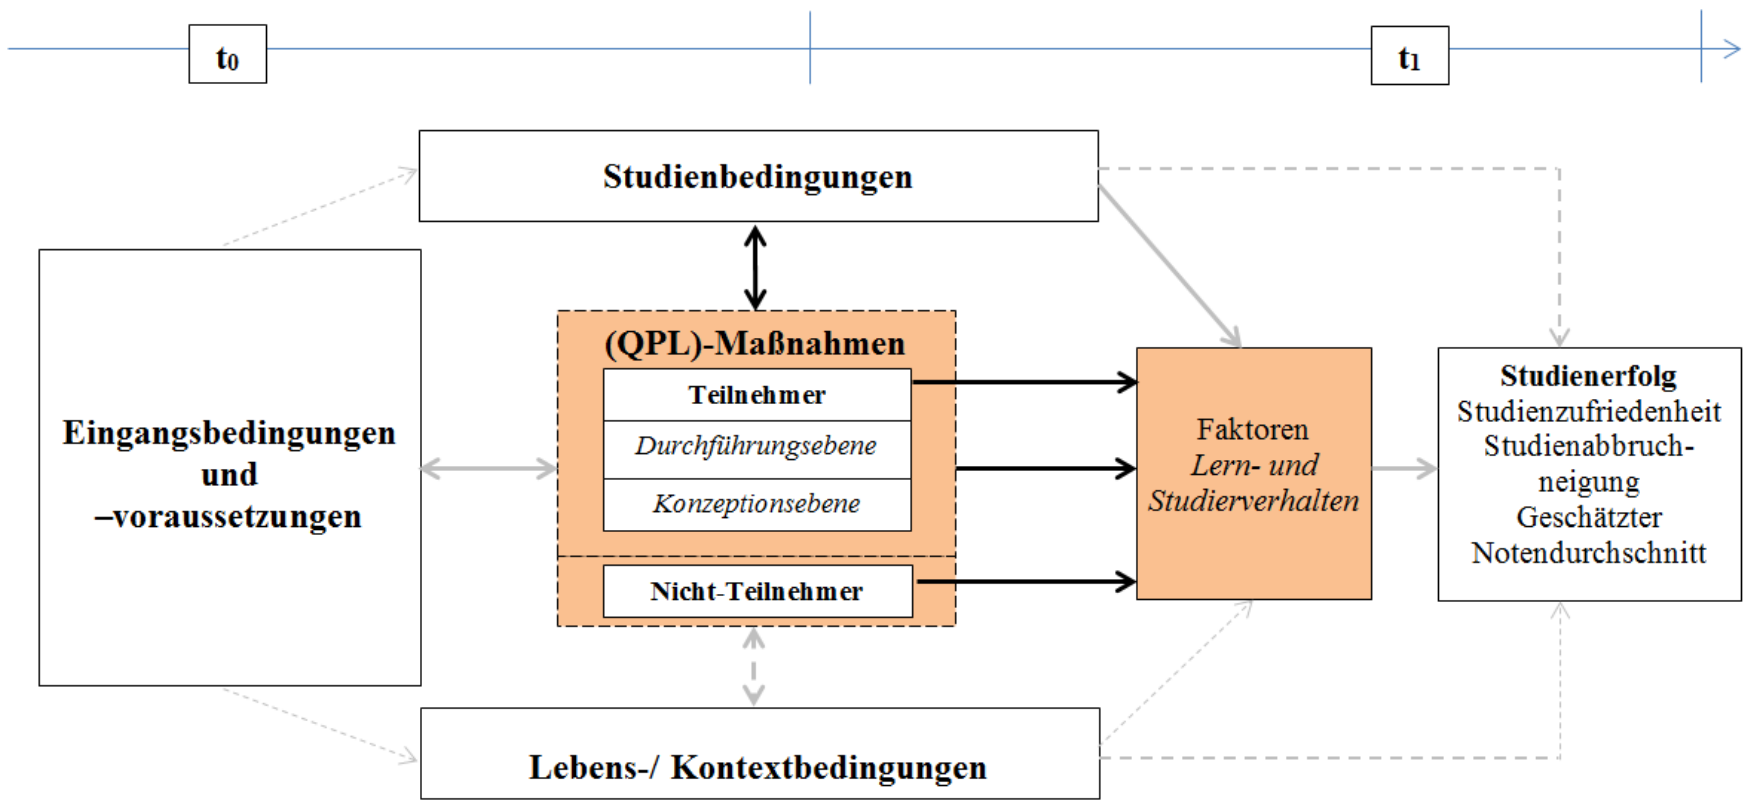 t0
t1
Studienbedingungen
Eingangsbedingungen
und
–voraussetzungen
(QPL)-Maßnahmen
Teilnehmer
Durchführungsebene
Konzeptionsebene
Nicht-Teilnehmer
Faktoren
Lern- und
Studierverhalten
Studienerfolg
Studienzufriedenheit
Studienabbruch-
neigung
Geschätzter
Notendurchschnitt
Lebens-/ Kontextbedingungen